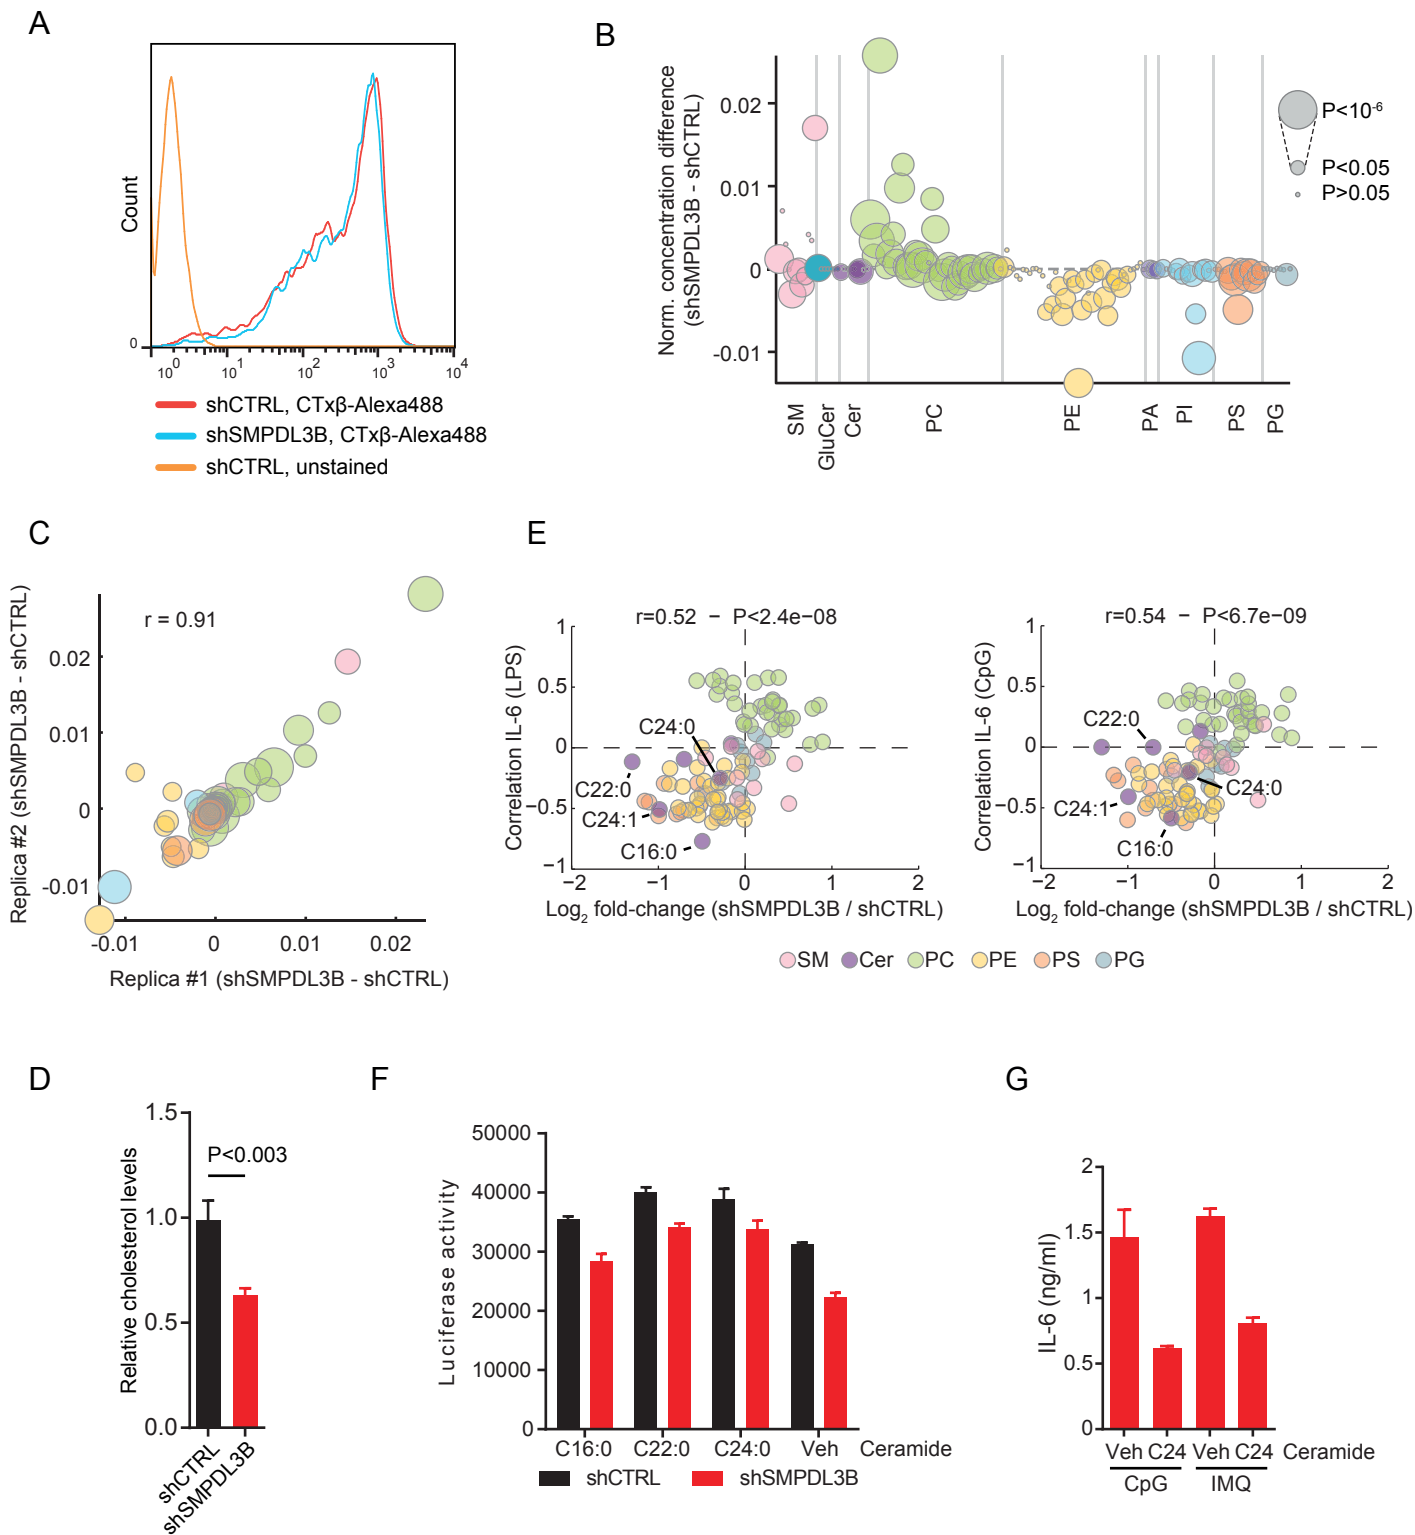 A
Count
0
10^0 10^1 10^2 10^3 10^4
shCTRL, CTxβ-Alexa488
shSMPDL3B, CTxβ-Alexa488
shCTRL, unstained
B
Norm. concentration difference
(shSMPDL3B - shCTRL)
0.02
0.01
0
-0.01
SM GluCer Cer PC PE PA PI PS PG
P<10^-6
P<0.05
P>0.05
C
Replica #2 (shSMPDL3B - shCTRL)
r = 0.91
0.02
0.01
0
-0.01
-0.01 0 0.01 0.02
Replica #1 (shSMPDL3B - shCTRL)
E
r=0.52 − P<2.4e−08
Correlation IL-6 (LPS)
1
0.5
0
−0.5
−1
C24:0
C22:0
C24:1
C16:0
−2 −1 0 1 2
Log2 fold-change (shSMPDL3B / shCTRL)
r=0.54 − P<6.7e−09
Correlation IL-6 (CpG)
1
0.5
0
−0.5
−1
C22:0
C24:0
C24:1
C16:0
−2 −1 0 1 2
Log2 fold-change (shSMPDL3B / shCTRL)
SM Cer PC PE PS PG
D
Relative cholesterol levels
1.5
1.0
0.5
0.0
P<0.003
shCTRL
shSMPDL3B
F
Luciferase activity
50000
40000
30000
20000
10000
0
C16:0 C22:0 C24:0 Veh Ceramide
shCTRL shSMPDL3B
G
IL-6 (ng/ml)
2
1.5
1
0.5
0
Veh C24 Veh C24 Ceramide
CpG IMQ